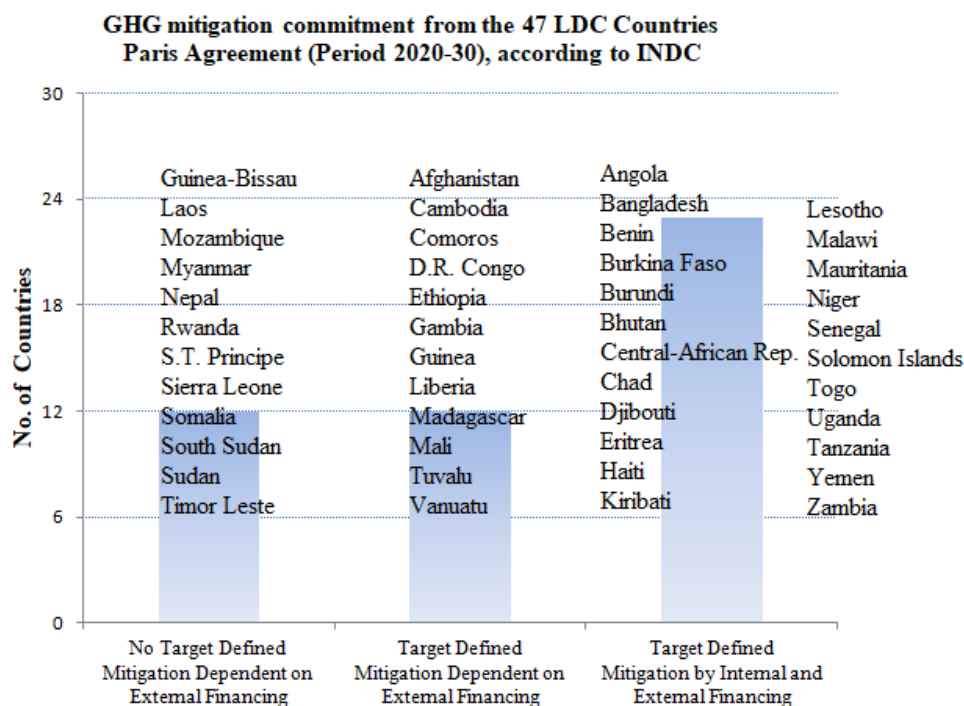 GHG mitigation commitment from the 47 LDC Countries
Paris Agreement (Period 2020-30), according to INDC
No. of Countries
30
24
18
12
6
0
Guinea-Bissau
Laos
Mozambique
Myanmar
Nepal
Rwanda
S.T. Principe
Sierra Leone
Somalia
South Sudan
Sudan
Timor Leste
Afghanistan
Cambodia
Comoros
D.R. Congo
Ethiopia
Gambia
Guinea
Liberia
Madagascar
Mali
Tuvalu
Vanuatu
Angola
Bangladesh
Benin
Burkina Faso
Burundi
Bhutan
Central-African Rep.
Chad
Djibouti
Eritrea
Haiti
Kiribati
Lesotho
Malawi
Mauritania
Niger
Senegal
Solomon Islands
Togo
Uganda
Tanzania
Yemen
Zambia
No Target Defined
Mitigation Dependent on
External Financing
Target Defined
Mitigation Dependent on
External Financing
Target Defined
Mitigation by Internal and
External Financing